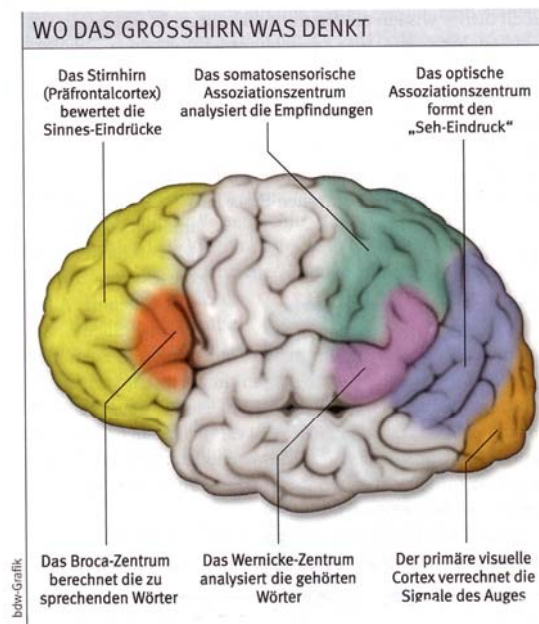 WO DAS GROSSHIRN WAS DENKT
Das Stirnhirn
(Präfrontalcortex)
bewertet die
Sinnes-Eindrücke
Das somatosensorische
Assoziationszentrum
analysiert die Empfindungen
Das optische
Assoziationszentrum
formt den
„Seh-Eindruck“
Das Broca-Zentrum
berechnet die zu
sprechenden Wörter
Das Wernicke-Zentrum
analysiert die gehörten
Wörter
Der primäre visuelle
Cortex verrechnet die
Signale des Auges
bdw-Grafik